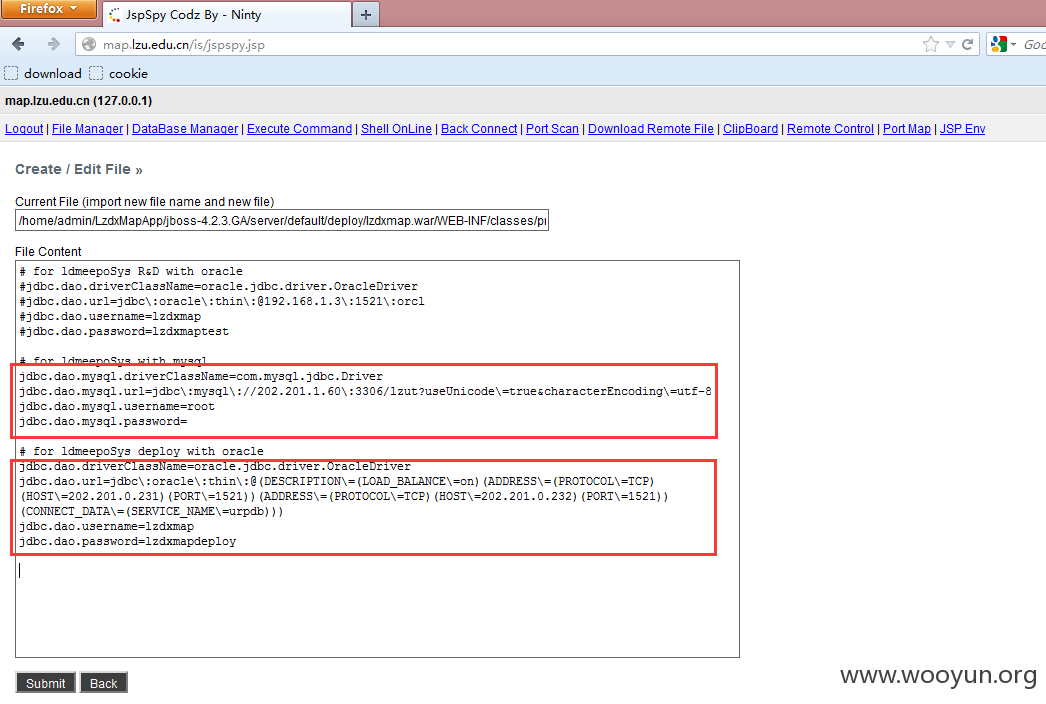 Firefox
JspSpy Codz By - Ninty
map.lzu.edu.cn/is/jspspy.jsp
Goo
download cookie
map.lzu.edu.cn (127.0.0.1)
Logout | File Manager | DataBase Manager | Execute Command | Shell OnLine | Back Connect | Port Scan | Download Remote File | ClipBoard | Remote Control | Port Map | JSP Env
Create / Edit File »
Current File (import new file name and new file)
/home/admin/LzdxMapApp/jboss-4.2.3.GA/server/default/deploy/lzdxmap.war/WEB-INF/classes/pr
File Content
# for ldmeepoSys R&D with oracle
#jdbc.dao.driverClassName=oracle.jdbc.driver.OracleDriver
#jdbc.dao.url=jdbc\:oracle\:thin\:@192.168.1.3\:1521\:orcl
#jdbc.dao.username=lzdxmap
#jdbc.dao.password=lzdxmaptest
# for ldmeepoSys with mysql
jdbc.dao.mysql.driverClassName=com.mysql.jdbc.Driver
jdbc.dao.mysql.url=jdbc\:mysql\://202.201.1.60\:3306/lzut?useUnicode\=true&characterEncoding\=utf-8
jdbc.dao.mysql.username=root
jdbc.dao.mysql.password=
# for ldmeepoSys deploy with oracle
jdbc.dao.driverClassName=oracle.jdbc.driver.OracleDriver
jdbc.dao.url=jdbc\:oracle\:thin\:@(DESCRIPTION\=(LOAD_BALANCE\=on)(ADDRESS\=(PROTOCOL\=TCP)
(HOST\=202.201.0.231)(PORT\=1521))(ADDRESS\=(PROTOCOL\=TCP)(HOST\=202.201.0.232)(PORT\=1521))
(CONNECT_DATA\=(SERVICE_NAME\=urpdb)))
jdbc.dao.username=lzdxmap
jdbc.dao.password=lzdxmapdeploy
Submit Back
www.wooyun.org